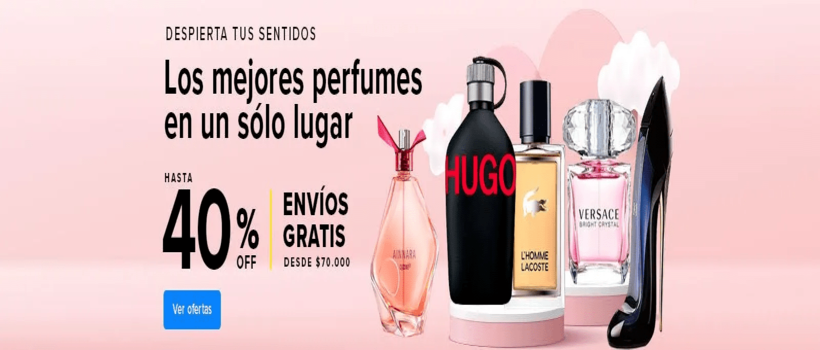 DESPIERTA TUS SENTIDOS
Los mejores perfumes
en un sólo lugar
HASTA
40%
OFF
ENVÍOS
GRATIS
DESDE $70.000
Ver ofertas
HUGO
L'HOMME
LACOSTE
VERSACE
BRIGHT CRYSTAL